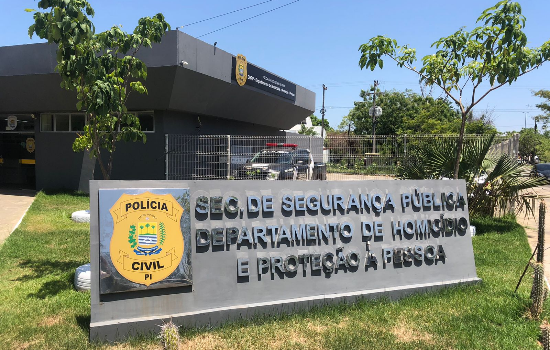 POLÍCIA
CIVIL
PI
SEC. DE SEGURANÇA PÚBLICA
DEPARTAMENTO DE HOMICÍDIO
E PROTEÇÃO À PESSOA